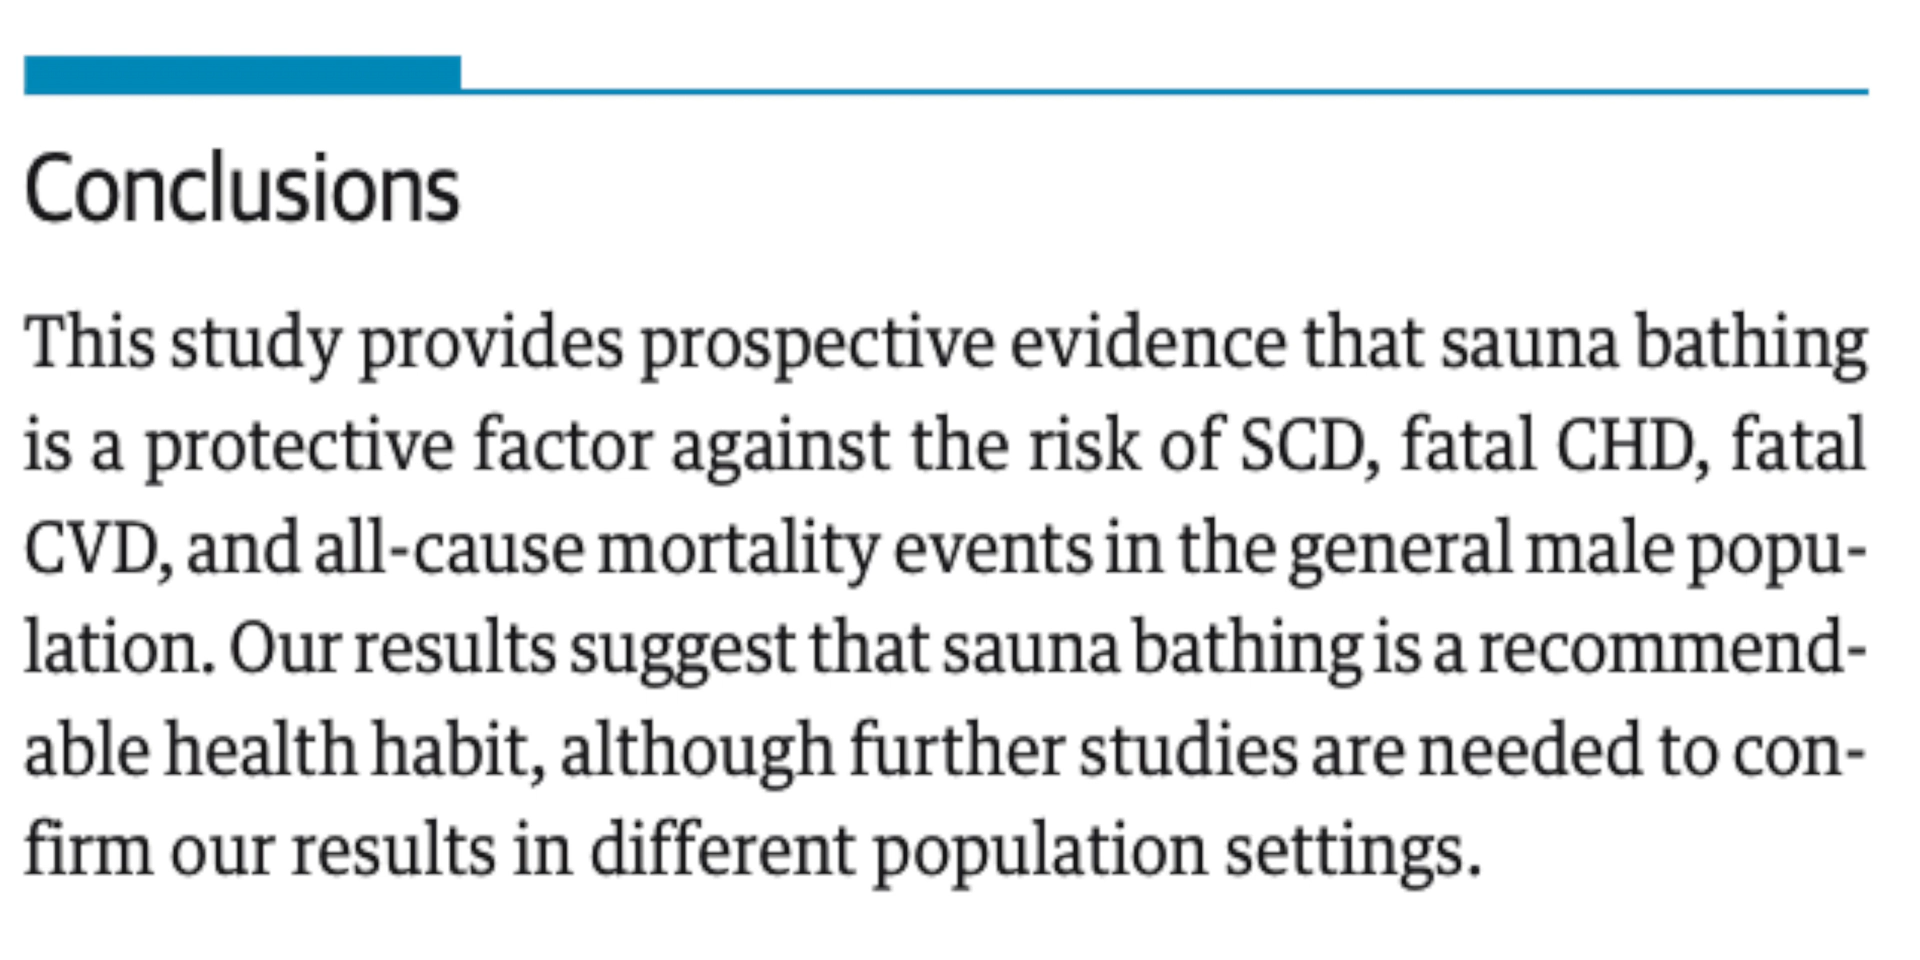 Conclusions
This study provides prospective evidence that sauna bathing
is a protective factor against the risk of SCD, fatal CHD, fatal
CVD, and all-cause mortality events in the general male popu-
lation. Our results suggest that sauna bathing is a recommend-
able health habit, although further studies are needed to con-
firm our results in different population settings.